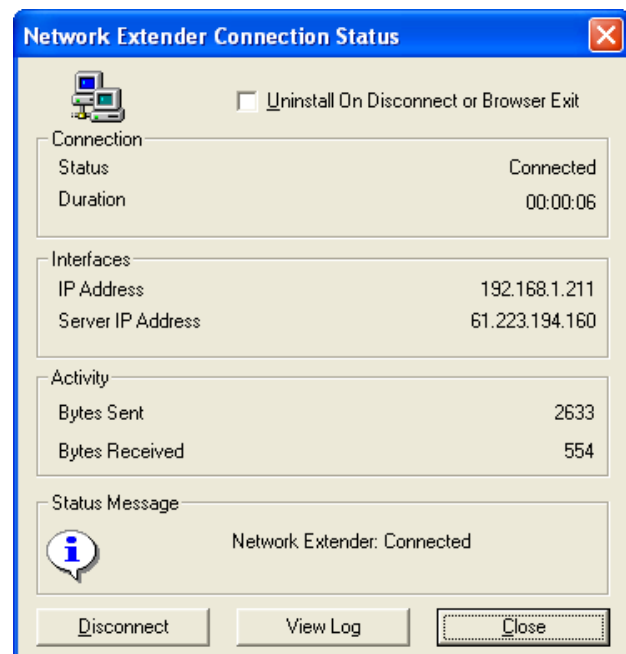 Network Extender Connection Status
Uninstall On Disconnect or Browser Exit
Connection
Status Connected
Duration 00:00:06
Interfaces
IP Address 192.168.1.211
Server IP Address 61.223.194.160
Activity
Bytes Sent 2633
Bytes Received 554
Status Message
Network Extender: Connected
Disconnect View Log Close